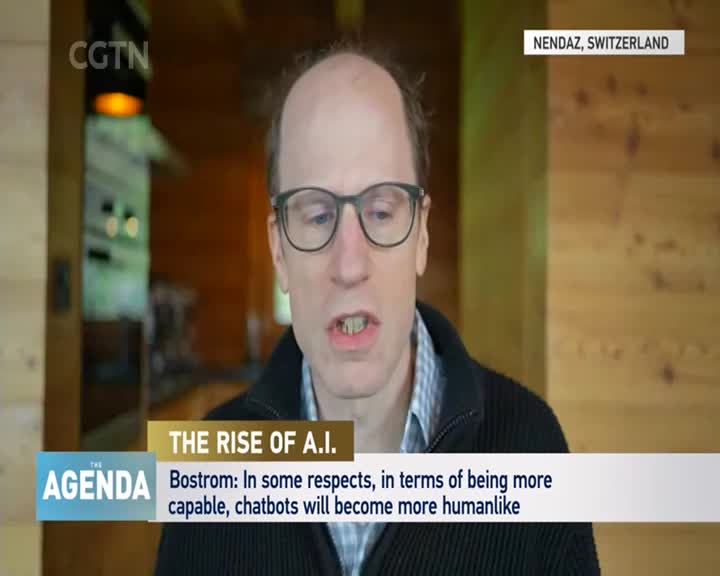 CGTN
NENDAZ, SWITZERLAND
THE RISE OF A.I.
THE
AGENDA
Bostrom: In some respects, in terms of being more
capable, chatbots will become more humanlike